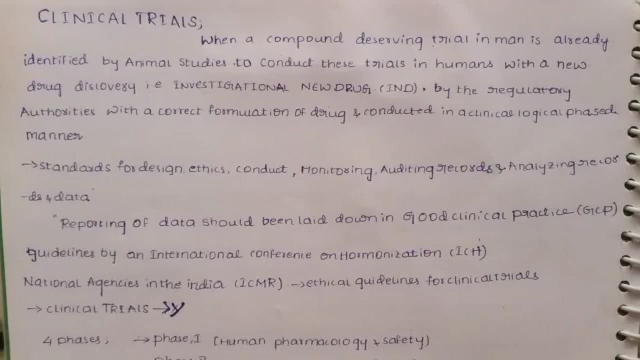 CLINICAL TRIALS;
When a compound deserving trial in man is already
identified by Animal Studies to conduct these trials in humans with a new
drug discovery i.e INVESTIGATIONAL NEW DRUG (IND), by the regulatory
Authorities with a correct formulation of drug & conducted in a clinical logical phased
manner
→ Standards for design, ethics, conduct, Monitoring, Auditing records & Analyzing recor
-ds & data
"Reporting of data should been laid down in Good clinical practice (GCP)
guidelines by an International conference on Hormonization (ICH)
National Agencies in the india (ICMR) → ethical guidelines for clinical trials
→ clinical TRIALS →
4 phases, → phase, I (Human pharmacology & safety)